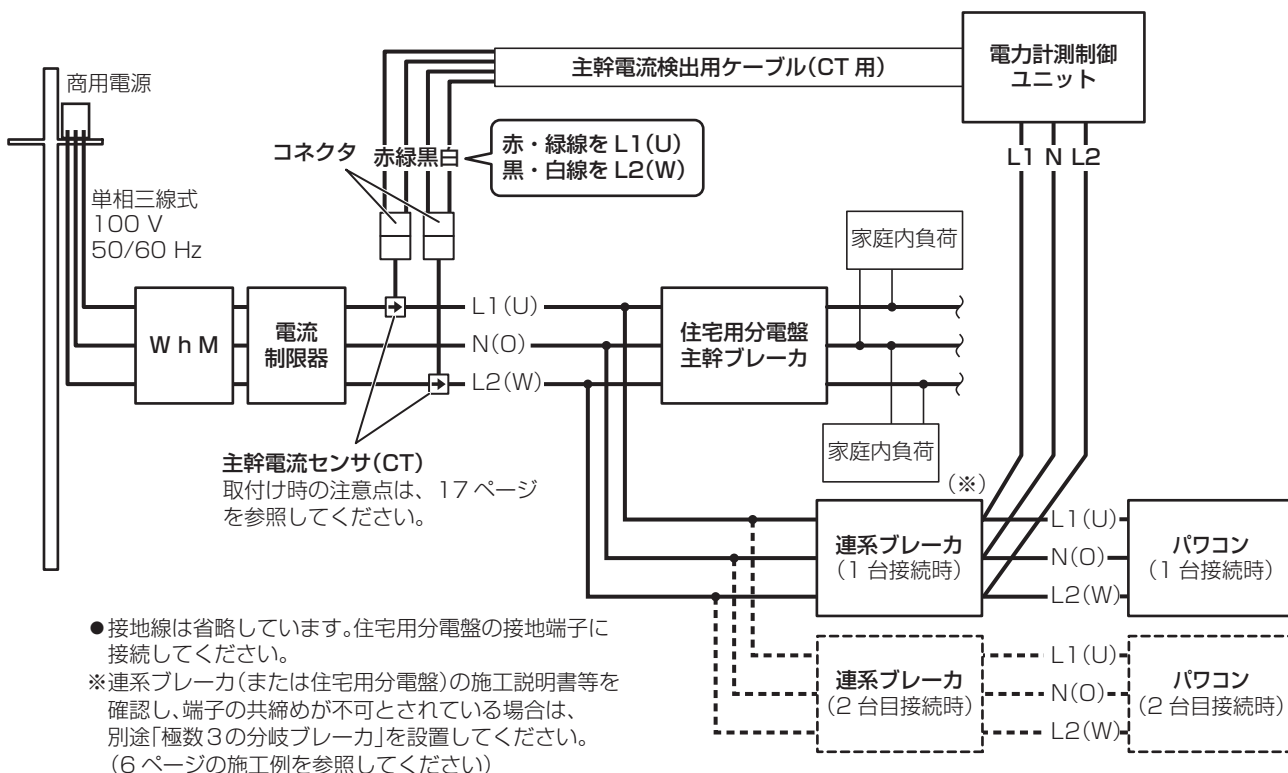 主幹電流検出用ケーブル(CT 用)
電力計測制御
ユニット
商用電源
コネクタ
赤緑黒白
赤・緑線を L1(U)
黒・白線を L2(W)
L1 N L2
単相三線式
100 V
50/60 Hz
家庭内負荷
W h M
電流
制限器
L1(U)
N(O)
L2(W)
住宅用分電盤
主幹ブレーカ
家庭内負荷
主幹電流センサ(CT)
取付け時の注意点は、17 ページ
を参照してください。
(※)
連系ブレーカ
(1 台接続時)
L1(U)
N(O)
L2(W)
パワコン
(1 台接続時)
連系ブレーカ
(2 台目接続時)
L1(U)
N(O)
L2(W)
パワコン
(2 台目接続時)
●接地線は省略しています。住宅用分電盤の接地端子に
接続してください。
※連系ブレーカ(または住宅用分電盤)の施工説明書等を
確認し、端子の共締めが不可とされている場合は、
別途「極数3の分岐ブレーカ」を設置してください。
(6 ページの施工例を参照してください)